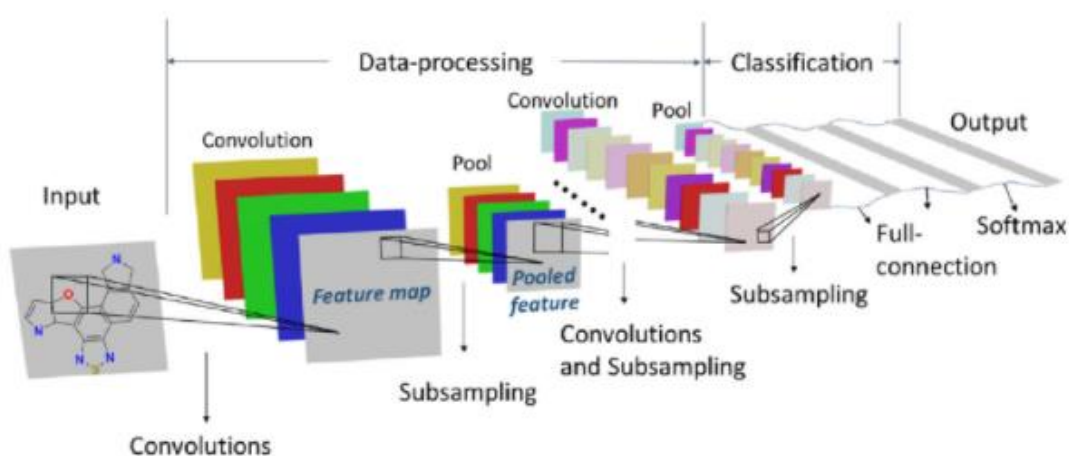 Data-processing
Classification
Convolution
Pool
Output
Convolution
Pool
Input
Feature map
Pooled
feature
Full-
connection
Softmax
Subsampling
Convolutions
and Subsampling
Subsampling
Convolutions
N
O
N
N
N
S